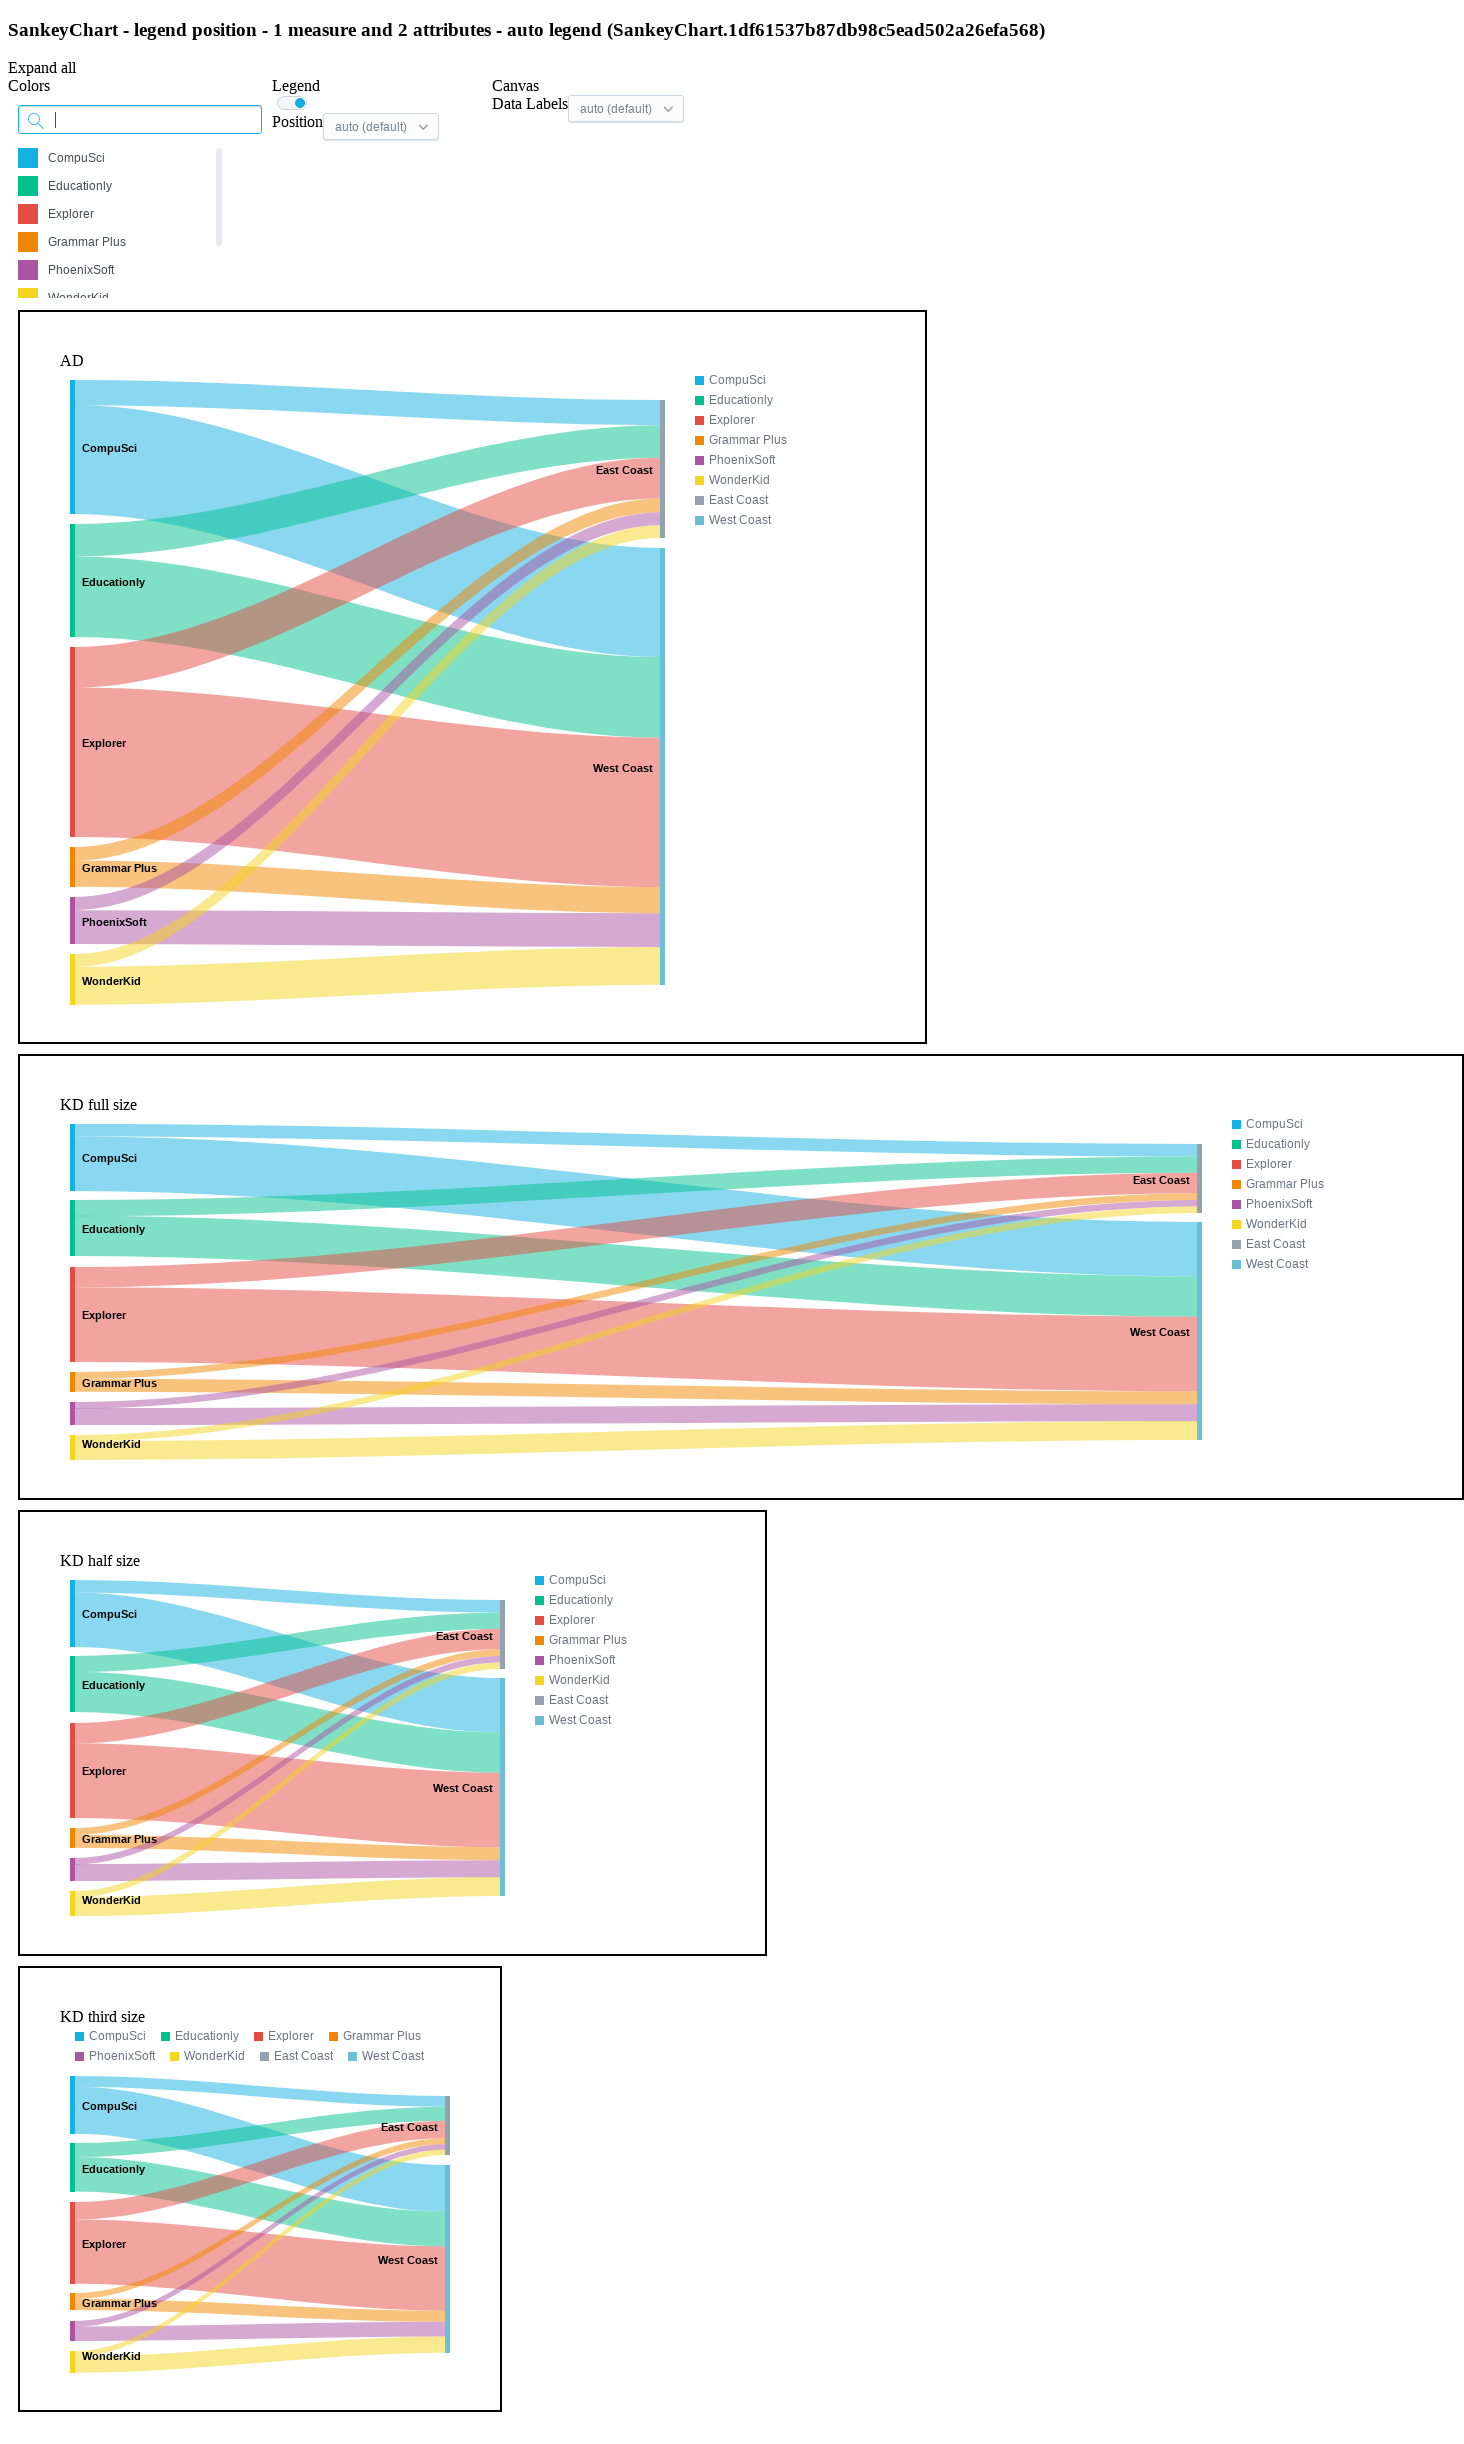 SankeyChart - legend position - 1 measure and 2 attributes - auto legend (SankeyChart.1df61537b87db98c5ead502a26efa568)
Expand all
Colors
Legend
Canvas
Data Labels auto (default)
Position auto (default)
CompuSci
Educationly
Explorer
Grammar Plus
PhoenixSoft
WonderKid
AD
CompuSci
Educationly
Explorer
Grammar Plus
PhoenixSoft
WonderKid
East Coast
West Coast
CompuSci
Educationly
Explorer
Grammar Plus
PhoenixSoft
WonderKid
East Coast
West Coast
KD full size
CompuSci
Educationly
Explorer
Grammar Plus
WonderKid
East Coast
West Coast
CompuSci
Educationly
Explorer
Grammar Plus
PhoenixSoft
WonderKid
East Coast
West Coast
KD half size
CompuSci
Educationly
Explorer
Grammar Plus
WonderKid
East Coast
West Coast
CompuSci
Educationly
Explorer
Grammar Plus
PhoenixSoft
WonderKid
East Coast
West Coast
KD third size
CompuSci Educationly Explorer Grammar Plus
PhoenixSoft WonderKid East Coast West Coast
CompuSci
Educationly
Explorer
Grammar Plus
WonderKid
East Coast
West Coast